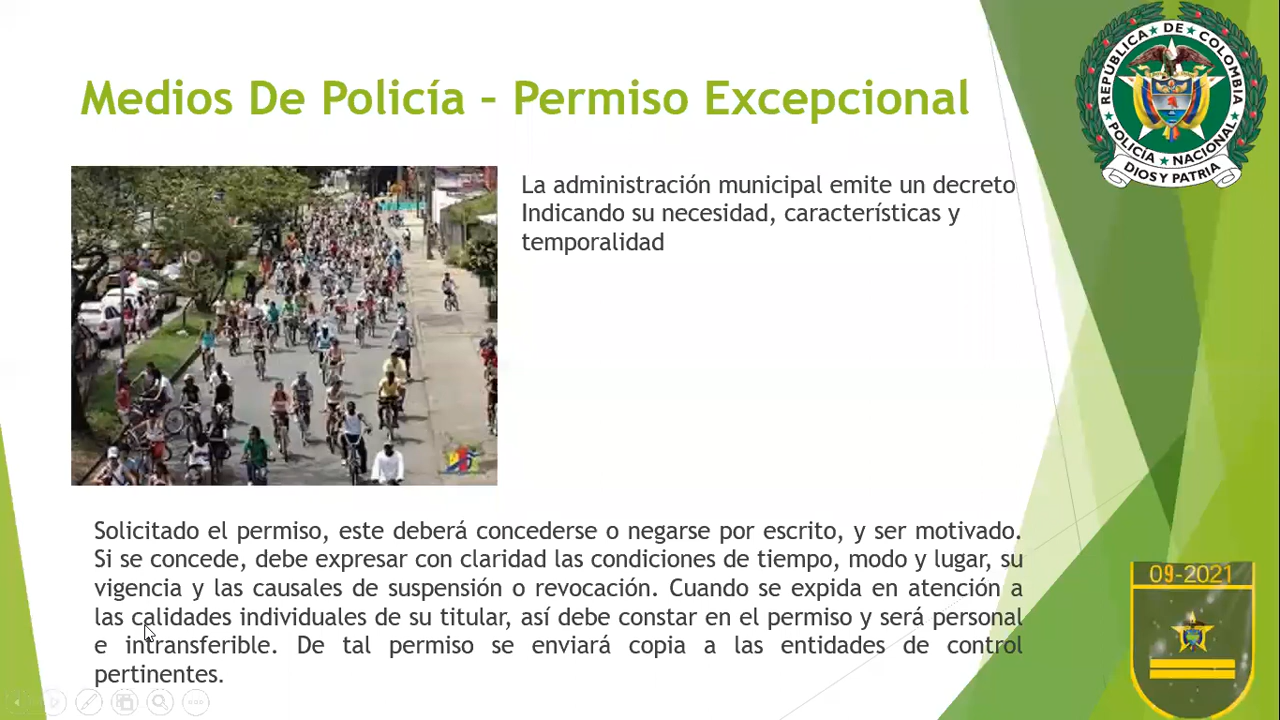 Medios De Policía – Permiso Excepcional
REPÚBLICA ★ DE ★ COLOMBIA
★ POLICÍA ★ NACIONAL ★
DIOS Y PATRIA
La administración municipal emite un decreto
Indicando su necesidad, características y
temporalidad
Solicitado el permiso, este deberá concederse o negarse por escrito, y ser motivado.
Si se concede, debe expresar con claridad las condiciones de tiempo, modo y lugar, su
vigencia y las causales de suspensión o revocación. Cuando se expida en atención a
las calidades individuales de su titular, así debe constar en el permiso y será personal
e intransferible. De tal permiso se enviará copia a las entidades de control
pertinentes.
09-2021